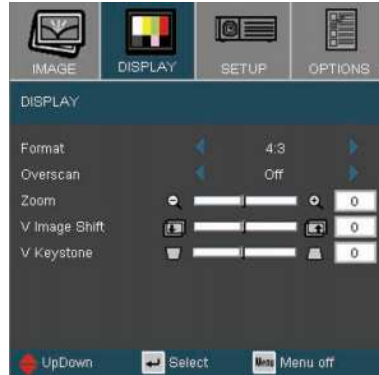 IMAGE DISPLAY SETUP OPTIONS
DISPLAY
Format 4:3
Overscan Off
Zoom 0
V Image Shift 0
V Keystone 0
UpDown Select Menu Menu off